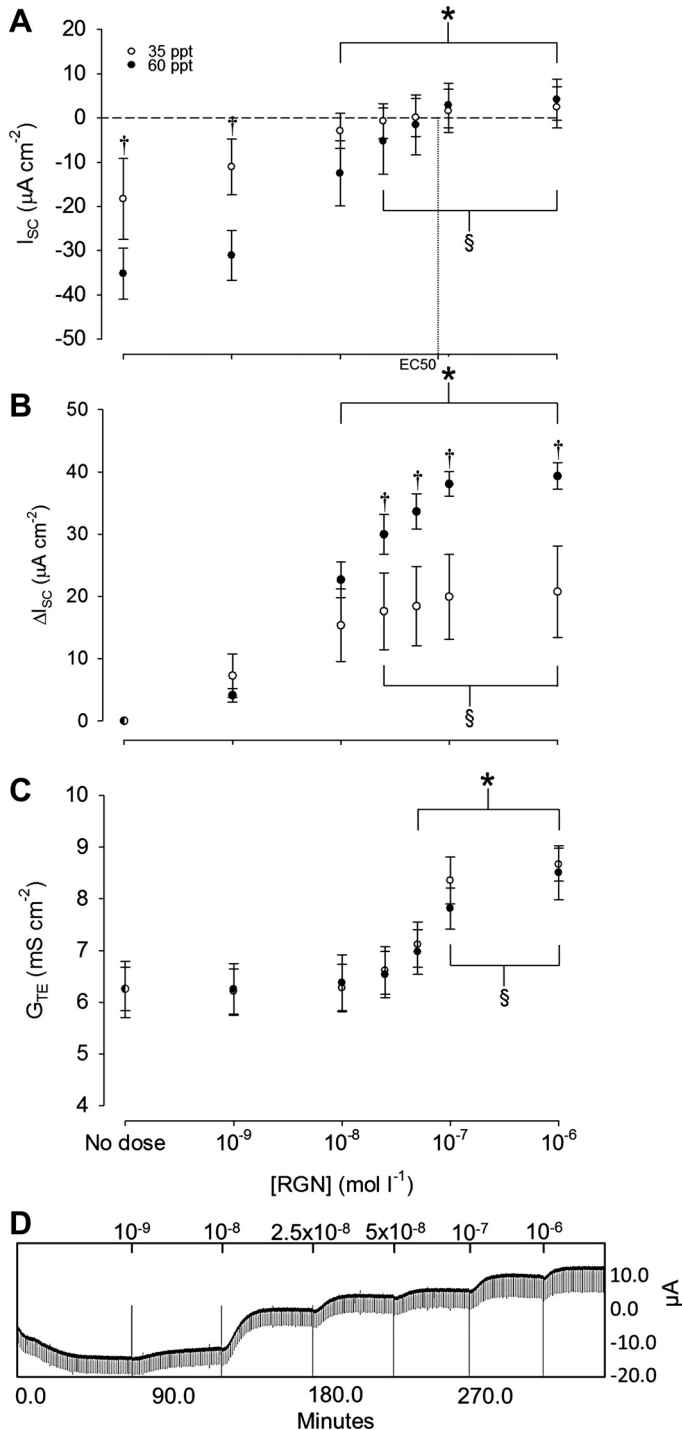 A
20
10
0
-10
-20
-30
-40
-50
I_SC (µA cm⁻²)
35 ppt
60 ppt
*
†
†
§
EC50
B
50
40
30
20
10
0
ΔI_SC (µA cm⁻²)
*
†
†
†
†
§
C
10
9
8
7
6
5
4
G_TE (mS cm⁻²)
*
§
No dose 10⁻⁹ 10⁻⁸ 10⁻⁷ 10⁻⁶
[RGN] (mol l⁻¹)
D
10⁻⁹ 10⁻⁸ 2.5x10⁻⁸ 5x10⁻⁸ 10⁻⁷ 10⁻⁶
10.0
0.0
-10.0
-20.0
µA
0.0 90.0 180.0 270.0
Minutes